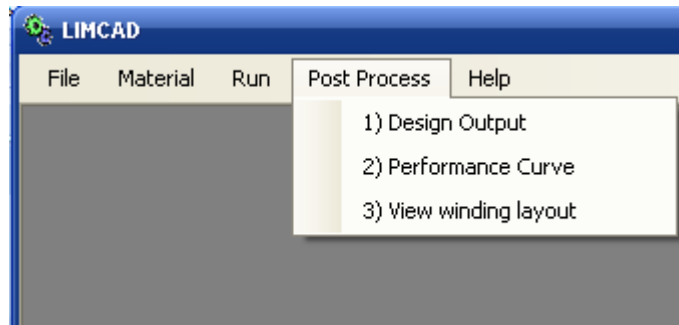 LIMCAD
File Material Run Post Process Help
1) Design Output
2) Performance Curve
3) View winding layout